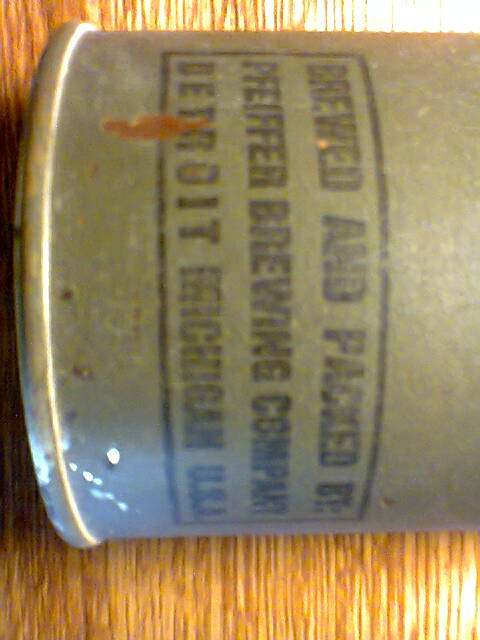 BREWED AND PACKED BY:
PFEIFFER BREWING COMPANY
DETROIT MICHIGAN U.S.A.